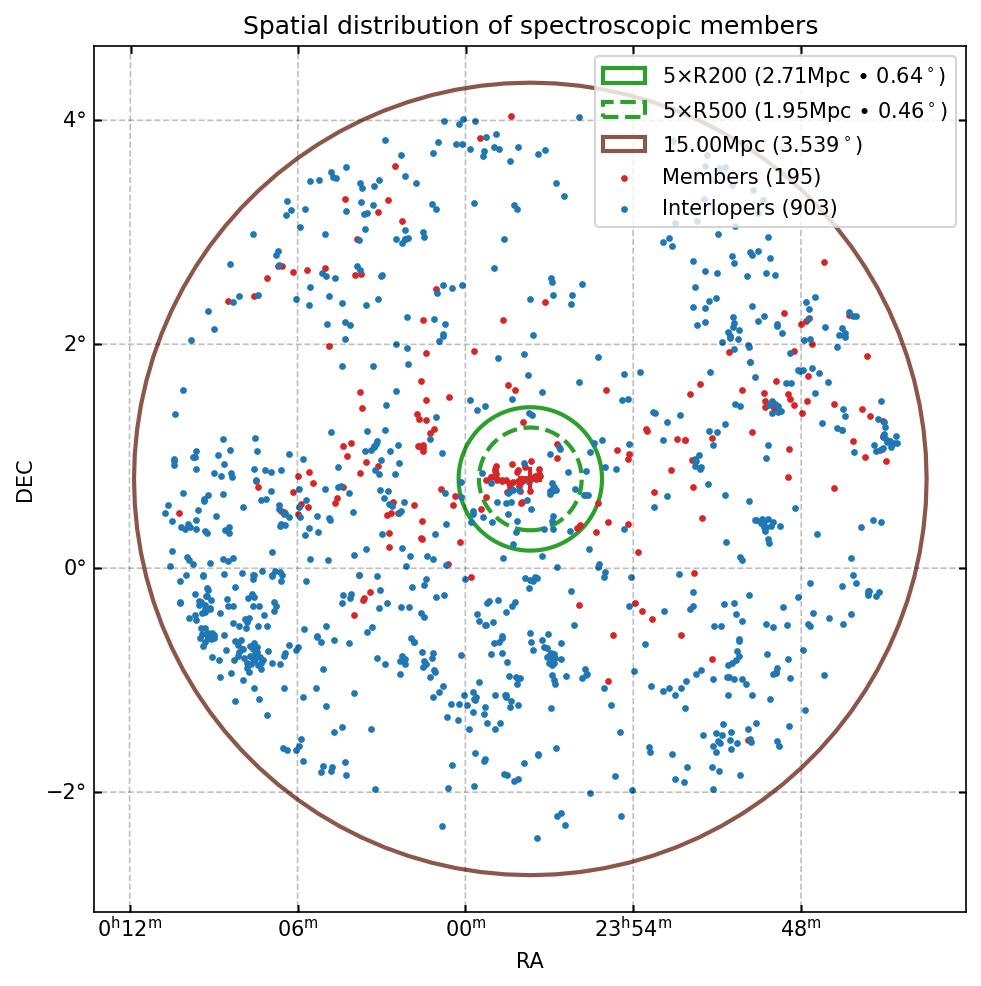 Spatial distribution of spectroscopic members
5×R200 (2.71Mpc • 0.64°)
5×R500 (1.95Mpc • 0.46°)
15.00Mpc (3.539°)
Members (195)
Interlopers (903)
4°
2°
0°
−2°
DEC
0ʰ12ᵐ 06ᵐ 00ᵐ 23ʰ54ᵐ 48ᵐ
RA